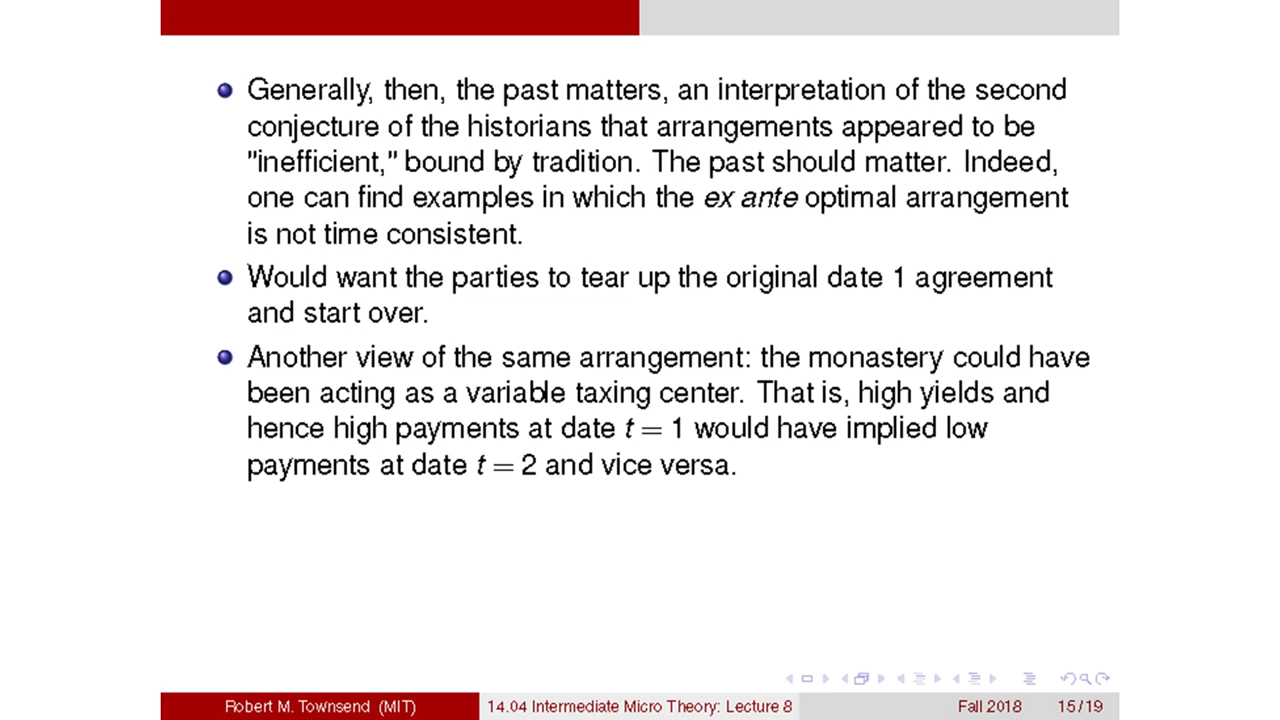 Generally, then, the past matters, an interpretation of the second
conjecture of the historians that arrangements appeared to be
"inefficient," bound by tradition. The past should matter. Indeed,
one can find examples in which the ex ante optimal arrangement
is not time consistent.
Would want the parties to tear up the original date 1 agreement
and start over.
Another view of the same arrangement: the monastery could have
been acting as a variable taxing center. That is, high yields and
hence high payments at date t = 1 would have implied low
payments at date t = 2 and vice versa.
Robert M. Townsend (MIT) 14.04 Intermediate Micro Theory: Lecture 8 Fall 2018 15/19